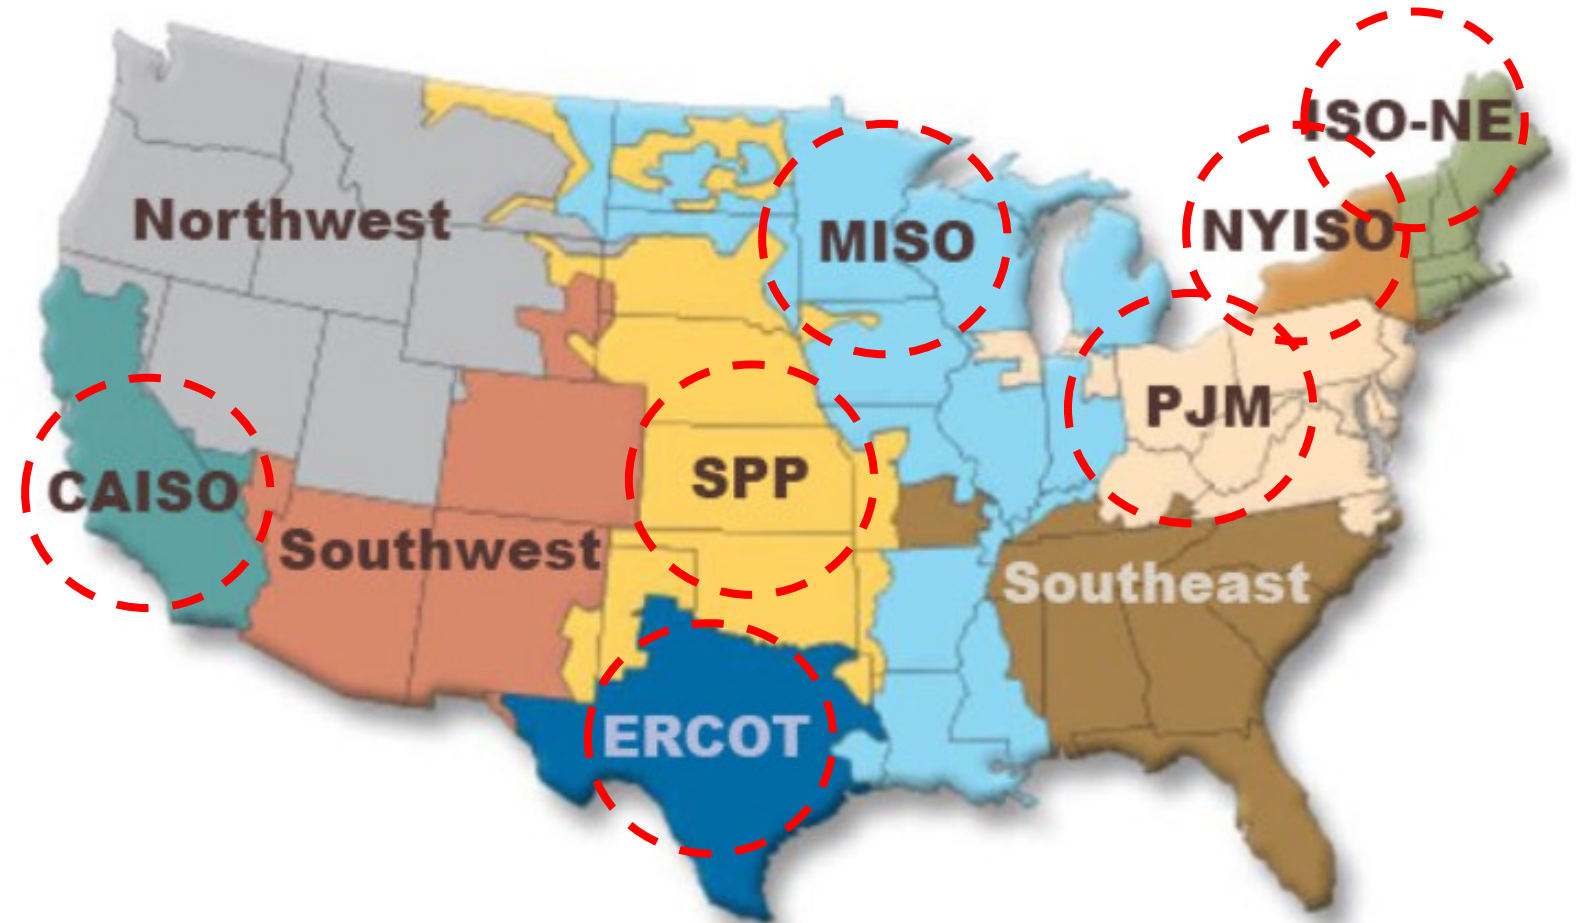 ISO-NE
Northwest
MISO
NYISO
PJM
CAISO
SPP
Southwest
Southeast
ERCOT